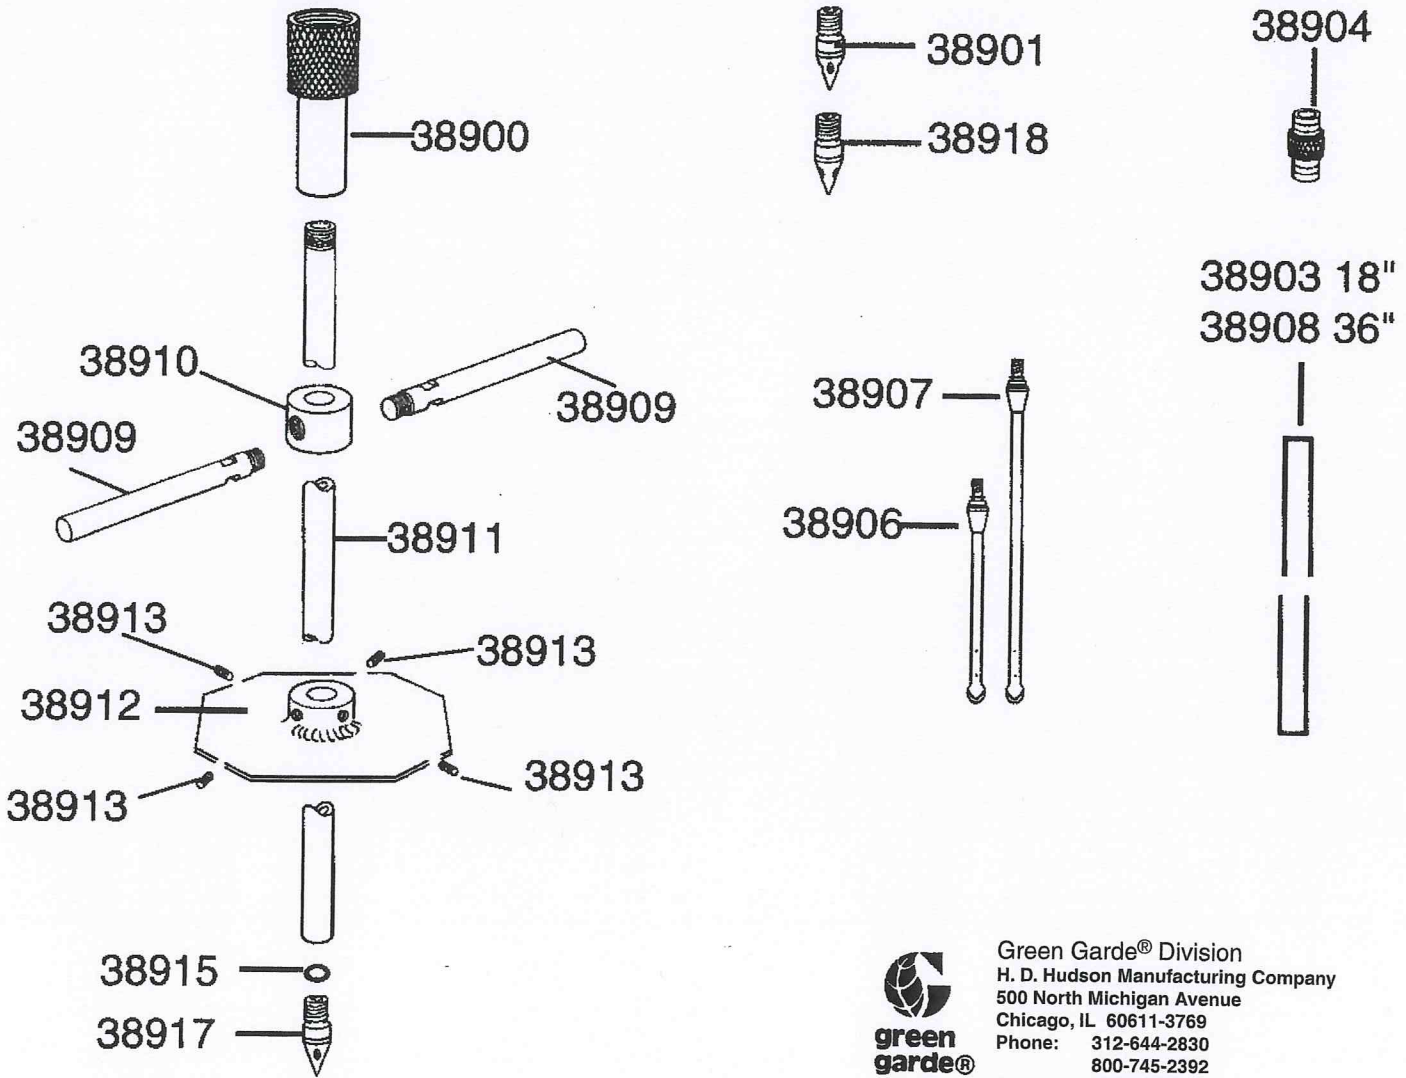 38900
38910
38909
38909
38911
38913
38913
38912
38913
38913
38915
38917
38901
38918
38907
38906
38904
38903 18"
38908 36"
green
garde®
Green Garde® Division
H. D. Hudson Manufacturing Company
500 North Michigan Avenue
Chicago, IL 60611-3769
Phone: 312-644-2830
800-745-2392